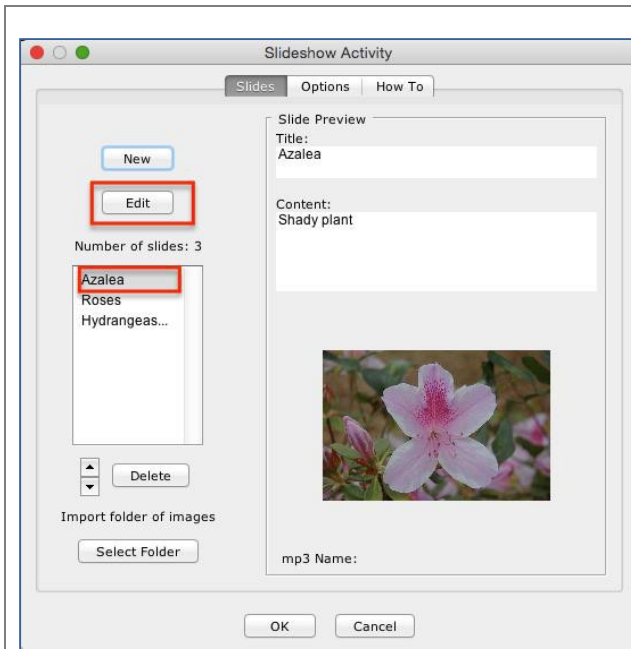 Slideshow Activity
Slides Options How To
New
Edit
Number of slides: 3
Azalea
Roses
Hydrangeas...
Delete
Import folder of images
Select Folder
Slide Preview
Title:
Azalea
Content:
Shady plant
mp3 Name:
OK Cancel